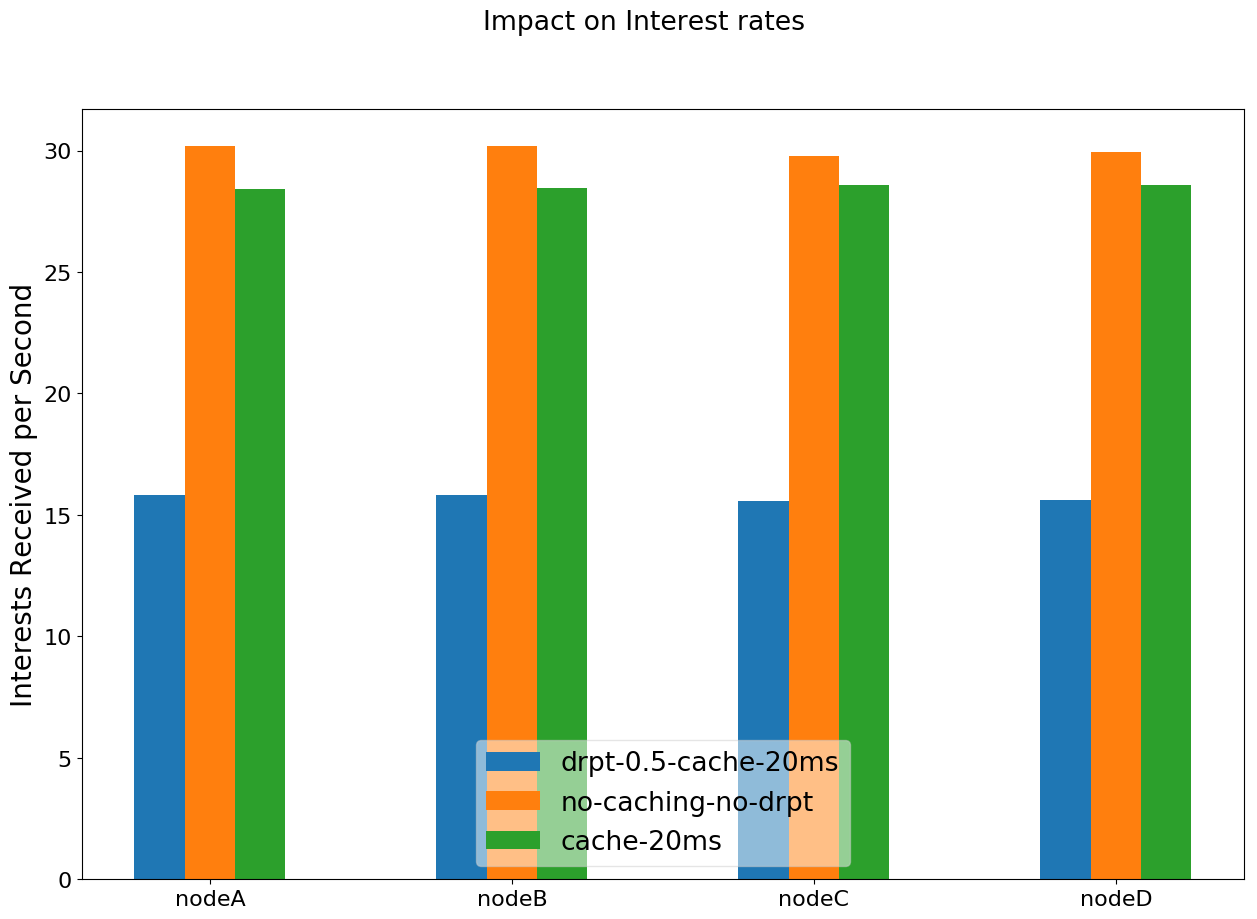 Impact on Interest rates
30
25
20
15
10
5
0
Interests Received per Second
drpt-0.5-cache-20ms
no-caching-no-drpt
cache-20ms
nodeA nodeB nodeC nodeD